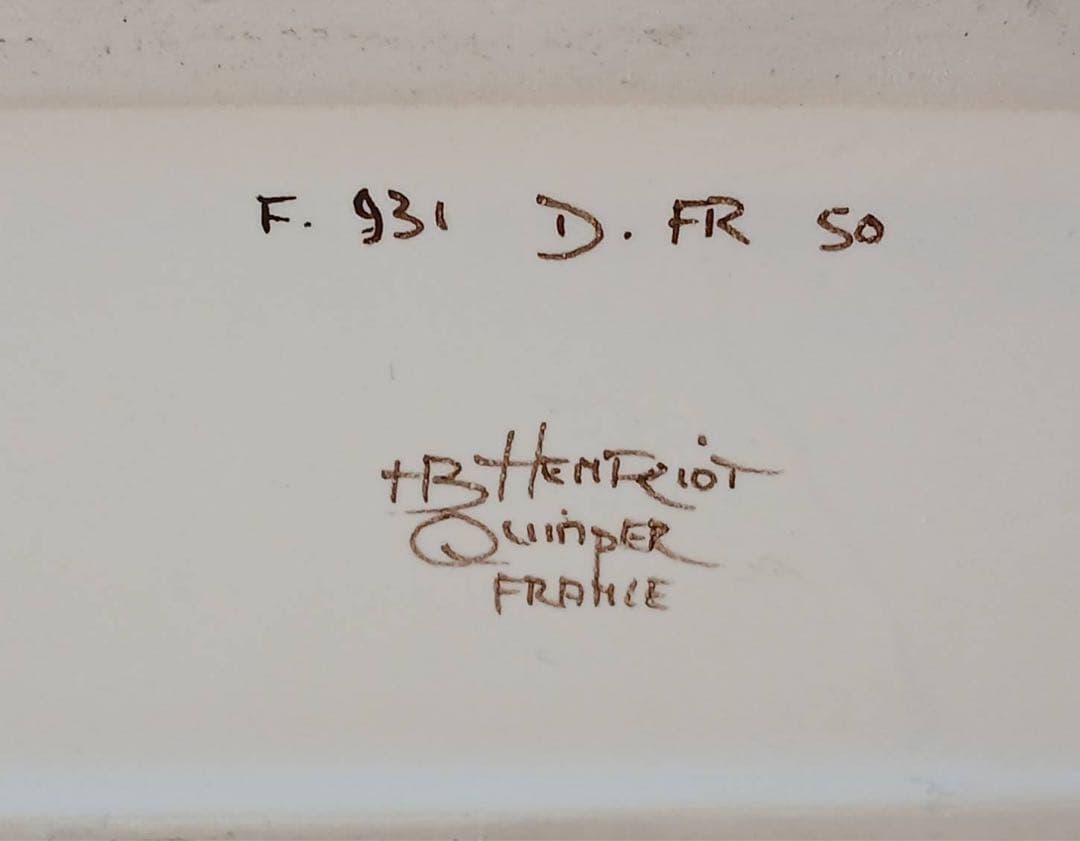 F. 931 D. FR 50
HB HENRIOT
QUIMPER
FRANCE